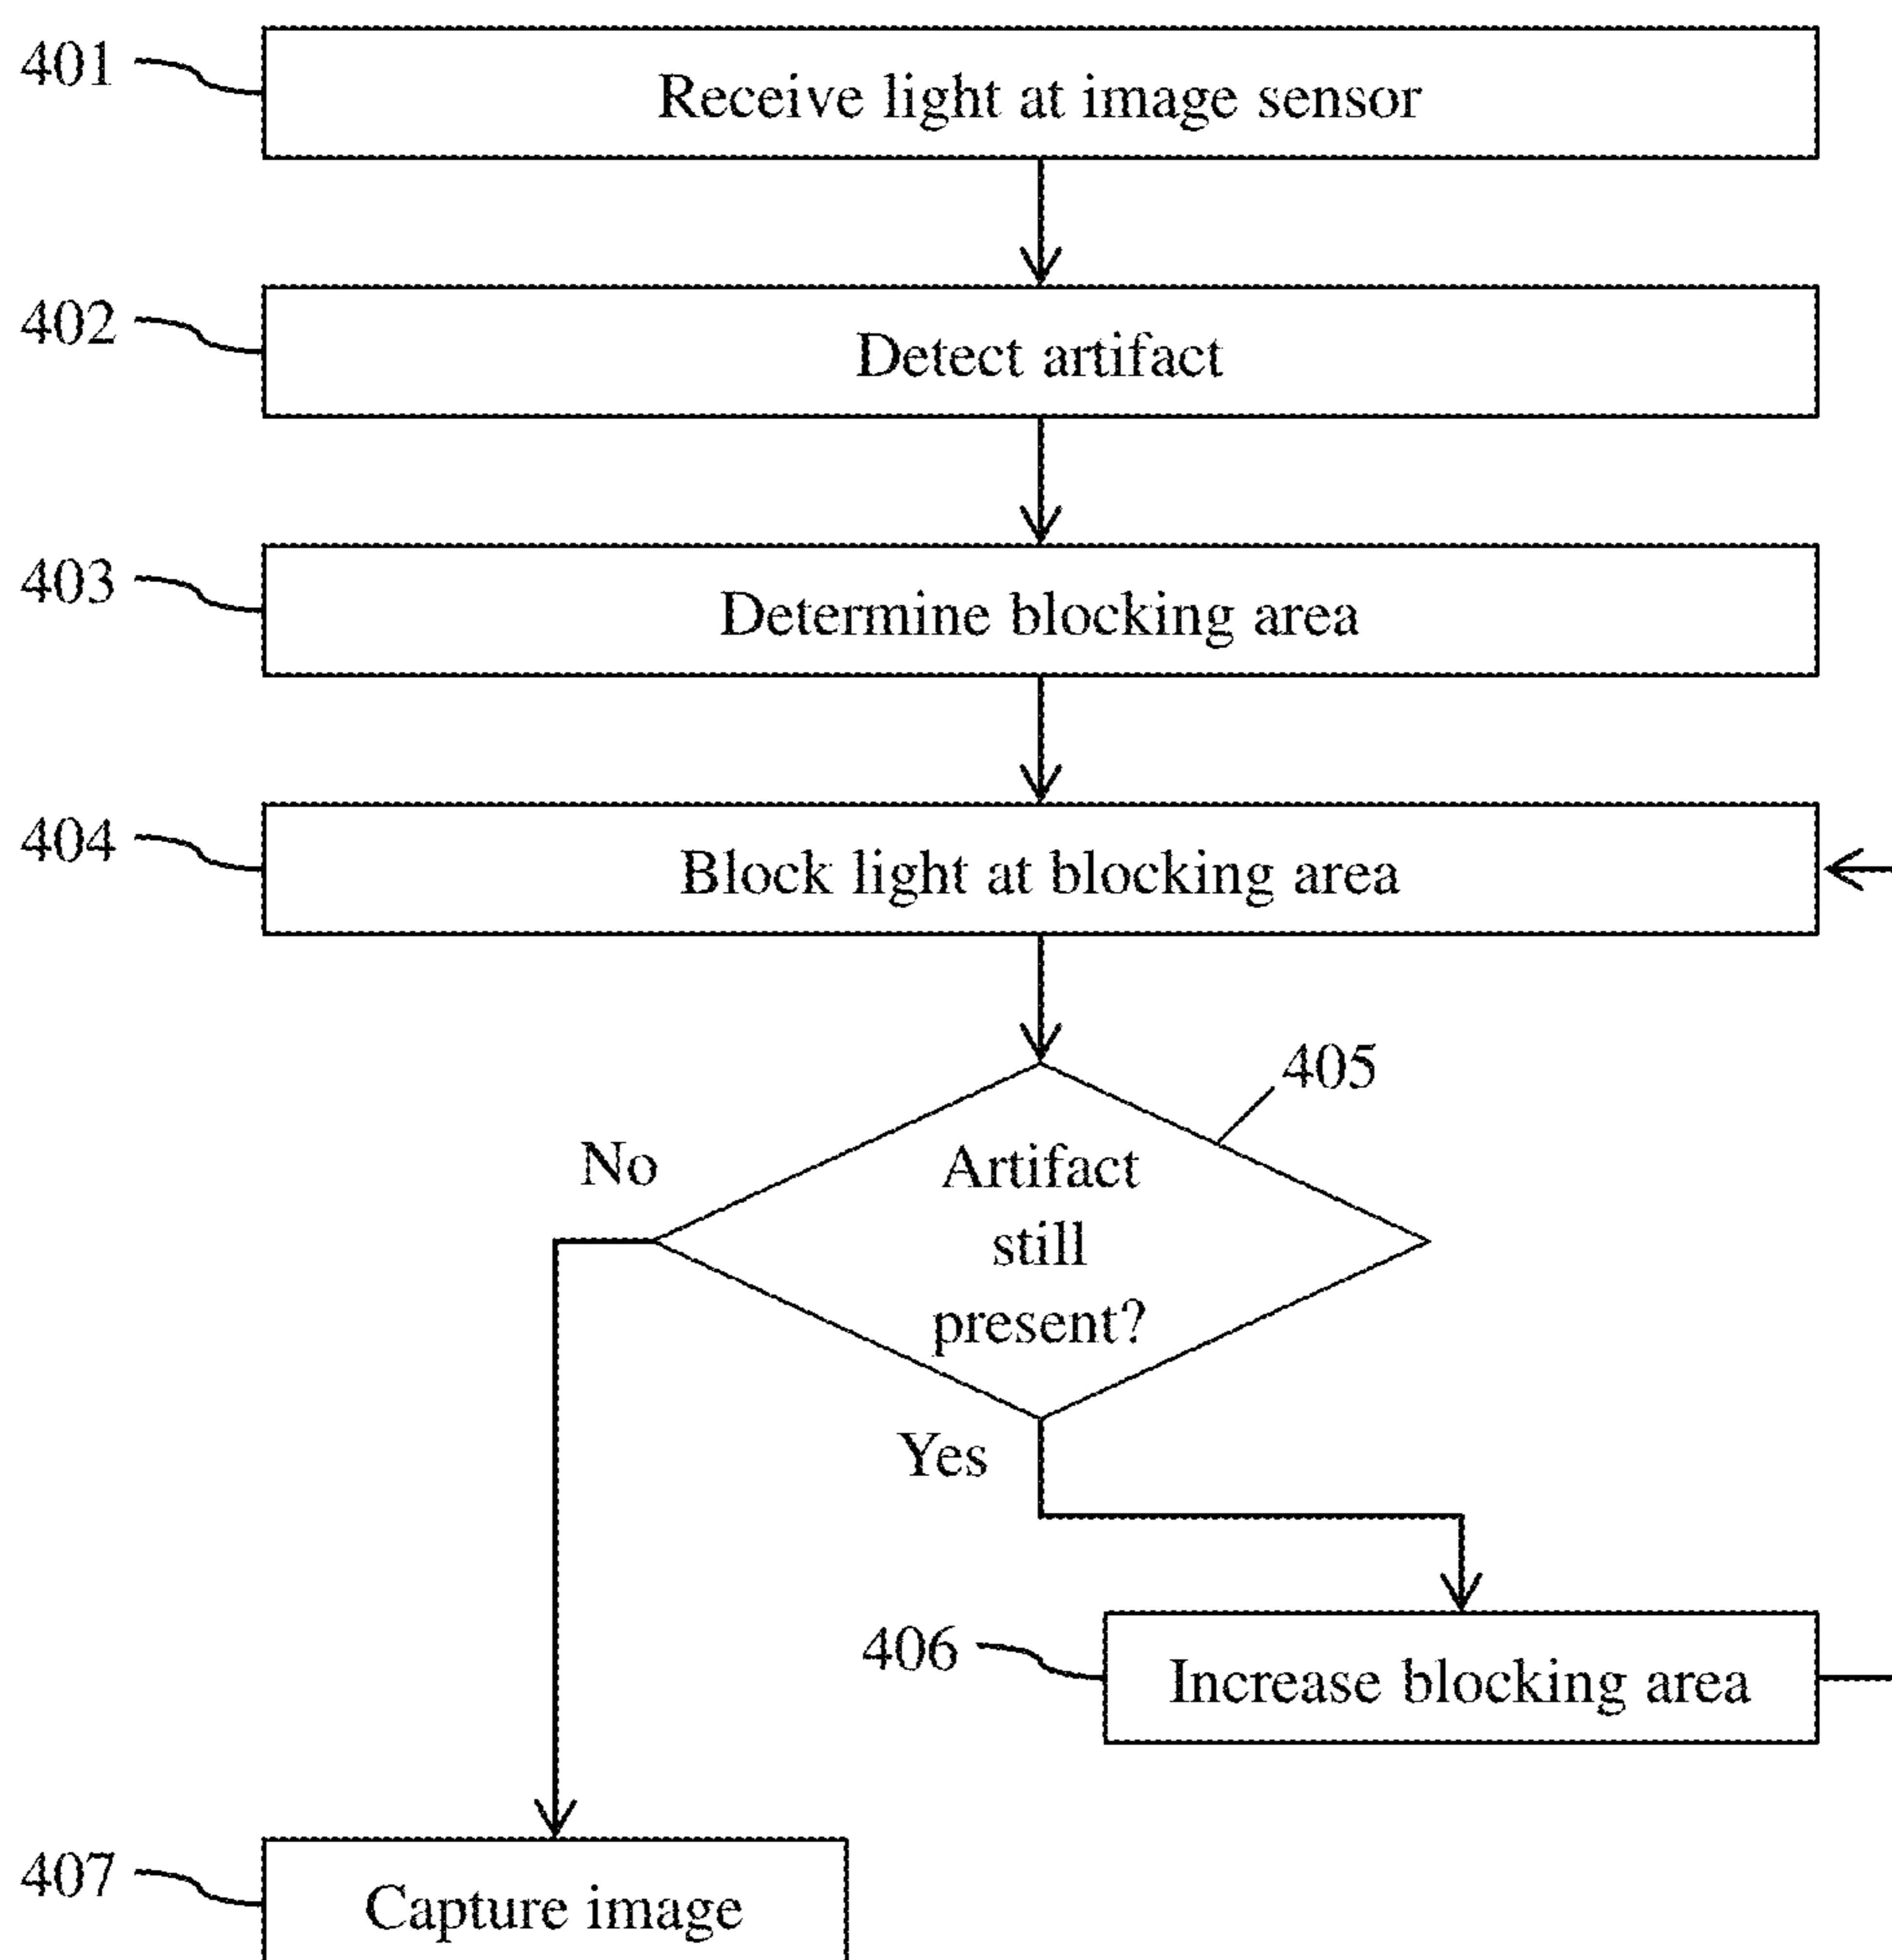 401
Receive light at image sensor
402
Detect artifact
403
Determine blocking area
404
Block light at blocking area
405
No
Artifact
still
present?
Yes
406
Increase blocking area
407
Capture image